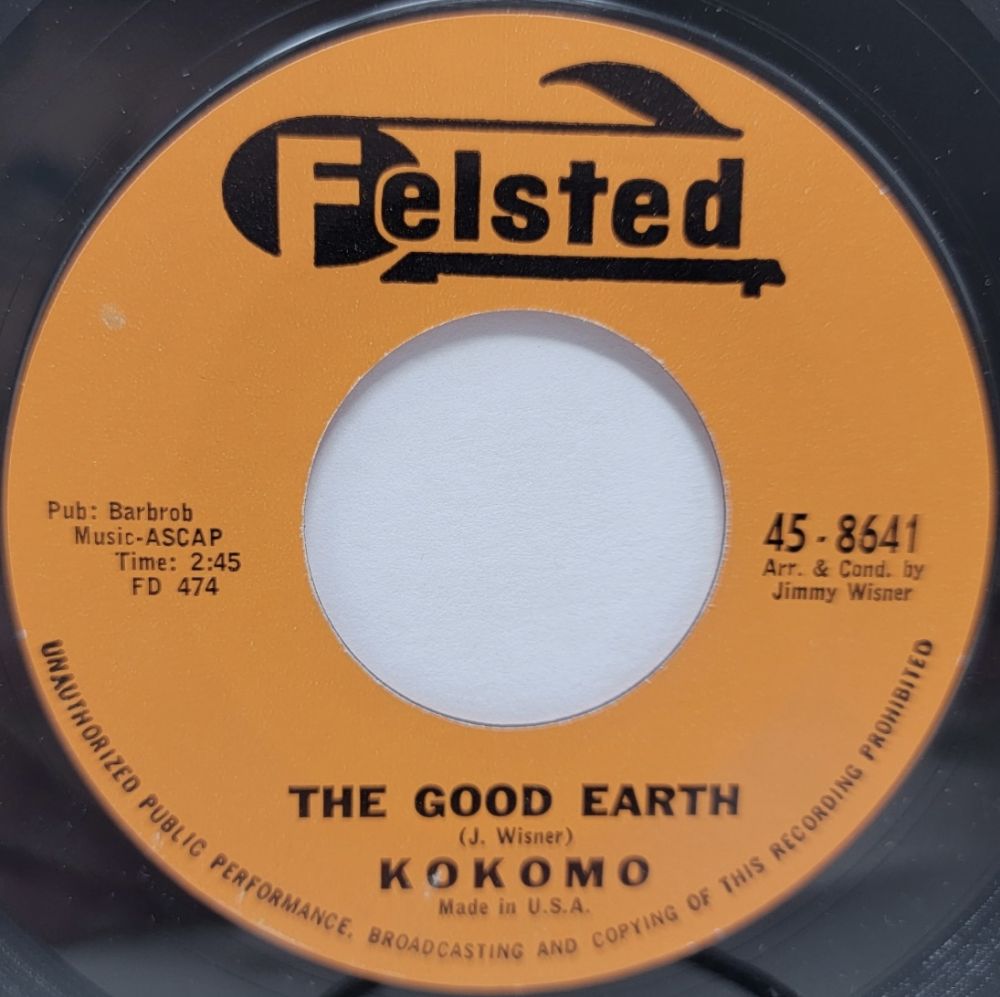 Felsted
Pub: Barbrob
Music-ASCAP
Time: 2:45
FD 474
45-8641
Arr. & Cond. by
Jimmy Wisner
THE GOOD EARTH
(J. Wisner)
KOKOMO
Made in U.S.A.
UNAUTHORIZED PUBLIC PERFORMANCE, BROADCASTING AND COPYING OF THIS RECORDING PROHIBITED